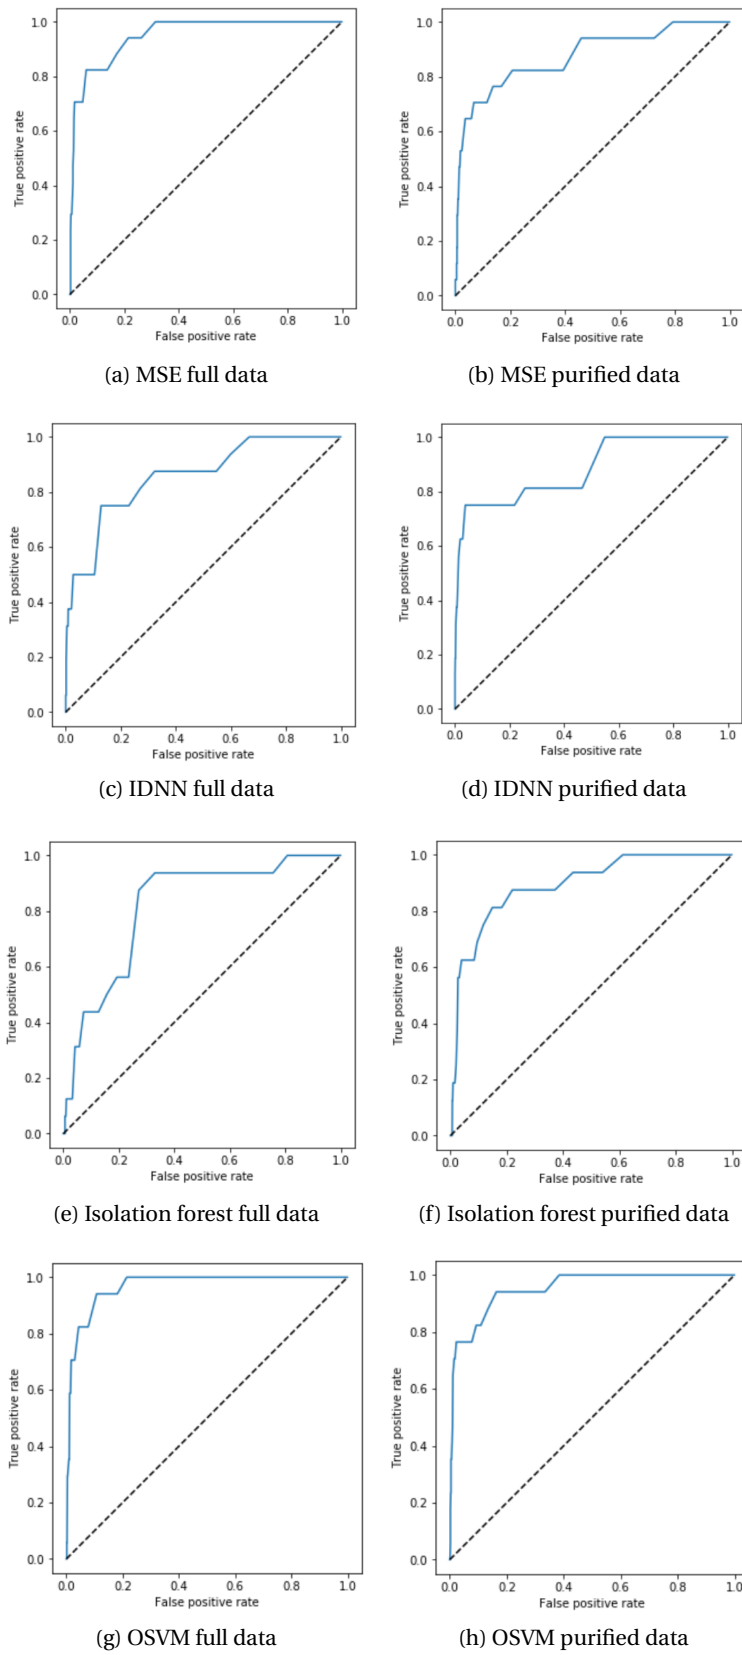 1.0
0.8
0.6
0.4
0.2
0.0
True positive rate
0.0 0.2 0.4 0.6 0.8 1.0
False positive rate
(a) MSE full data
1.0
0.8
0.6
0.4
0.2
0.0
True positive rate
0.0 0.2 0.4 0.6 0.8 1.0
False positive rate
(b) MSE purified data
1.0
0.8
0.6
0.4
0.2
0.0
True positive rate
0.0 0.2 0.4 0.6 0.8 1.0
False positive rate
(c) IDNN full data
1.0
0.8
0.6
0.4
0.2
0.0
True positive rate
0.0 0.2 0.4 0.6 0.8 1.0
False positive rate
(d) IDNN purified data
1.0
0.8
0.6
0.4
0.2
0.0
True positive rate
0.0 0.2 0.4 0.6 0.8 1.0
False positive rate
(e) Isolation forest full data
1.0
0.8
0.6
0.4
0.2
0.0
True positive rate
0.0 0.2 0.4 0.6 0.8 1.0
False positive rate
(f) Isolation forest purified data
1.0
0.8
0.6
0.4
0.2
0.0
True positive rate
0.0 0.2 0.4 0.6 0.8 1.0
False positive rate
(g) OSVM full data
1.0
0.8
0.6
0.4
0.2
0.0
True positive rate
0.0 0.2 0.4 0.6 0.8 1.0
False positive rate
(h) OSVM purified data